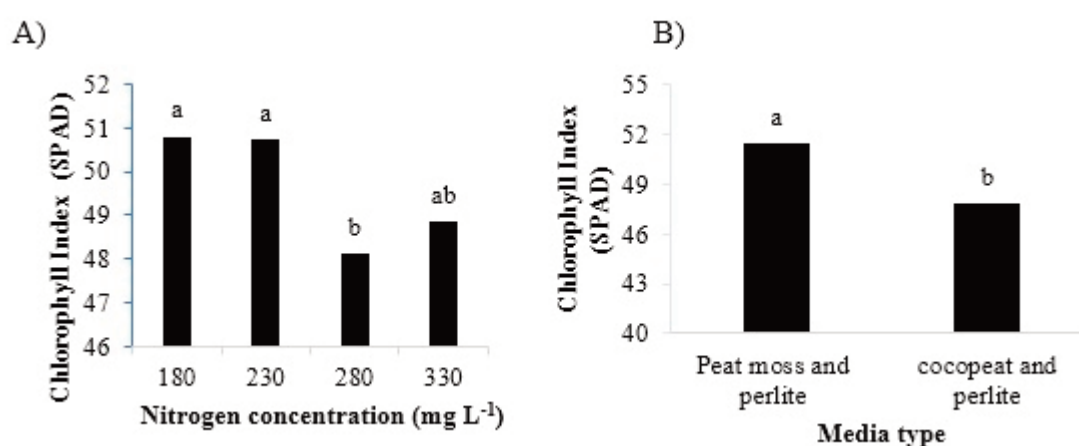 A)
Chlorophyll Index (SPAD)
52
51
50
49
48
47
46
a
a
b
ab
180 230 280 330
Nitrogen concentration (mg L⁻¹)
B)
Chlorophyll Index
(SPAD)
55
52
49
46
43
40
a
b
Peat moss and
perlite
cocopeat and
perlite
Media type